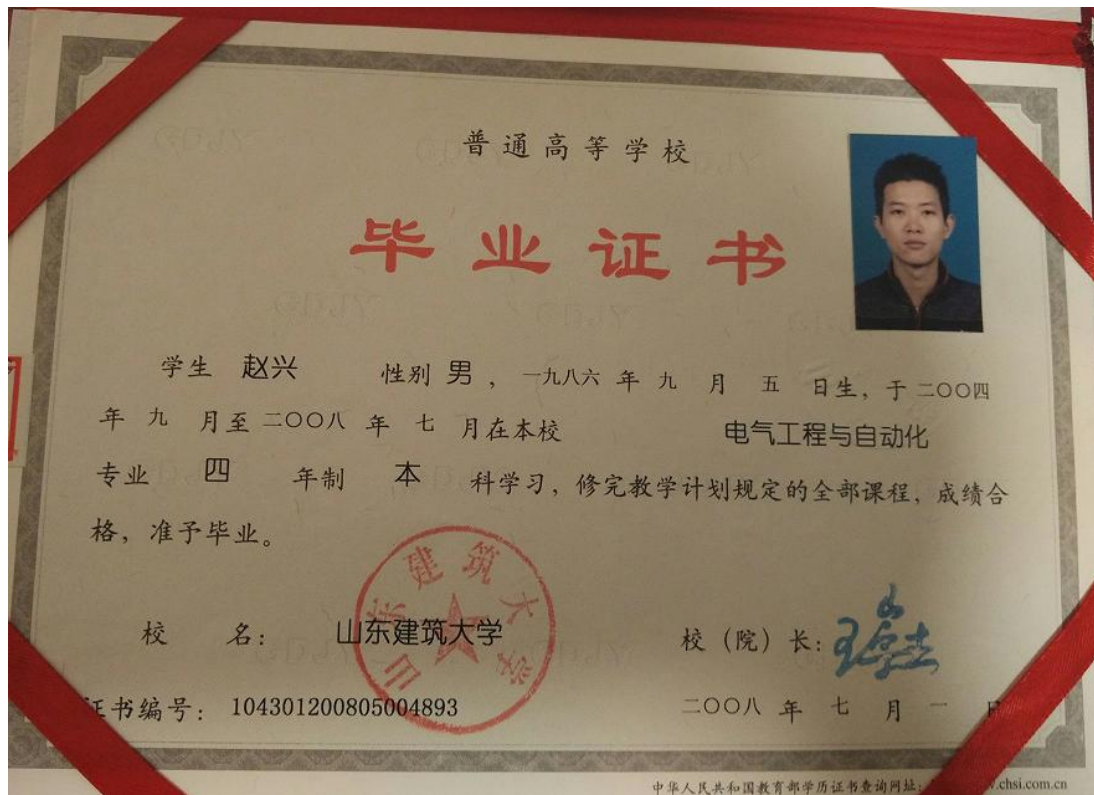 普通高等学校
毕业证书
学生 赵兴 性别 男 ， 一九八六 年 九 月 五 日生，于 二〇〇四
年 九 月至 二〇〇八 年 七 月在本校 电气工程与自动化
专业 四 年制 本 科学习，修完教学计划规定的全部课程，成绩合
格，准予毕业。
山东建筑大学
校 名： 山东建筑大学 校（院）长：
证书编号： 104301200805004893 二〇〇八 年 七 月 一 日
中华人民共和国教育部学历证书查询网址： .chsi.com.cn